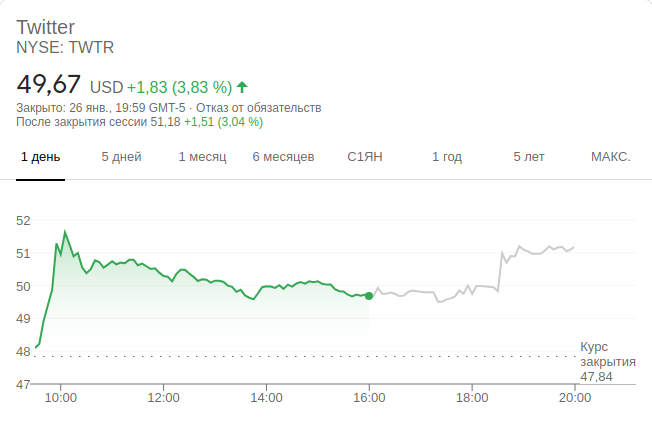 Twitter
NYSE: TWTR
49,67 USD +1,83 (3,83 %)
Закрыто: 26 янв., 19:59 GMT-5 · Отказ от обязательств
После закрытия сессии 51,18 +1,51 (3,04 %)
1 день 5 дней 1 месяц 6 месяцев С1ЯН 1 год 5 лет МАКС.
52
51
50
49
48
47
Курс
закрытия
47,84
10:00 12:00 14:00 16:00 18:00 20:00